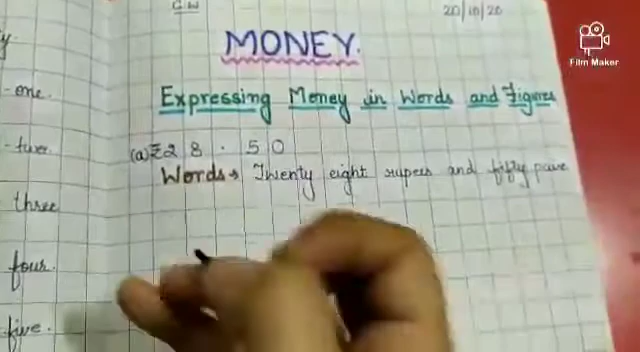 C.W
20/10/20
MONEY.
Film Maker
Expressing Money in Words and Figures
(a) ₹28.50
Words→ Twenty eight rupees and fifty paise
-one.
-two.
three
four.
-five.